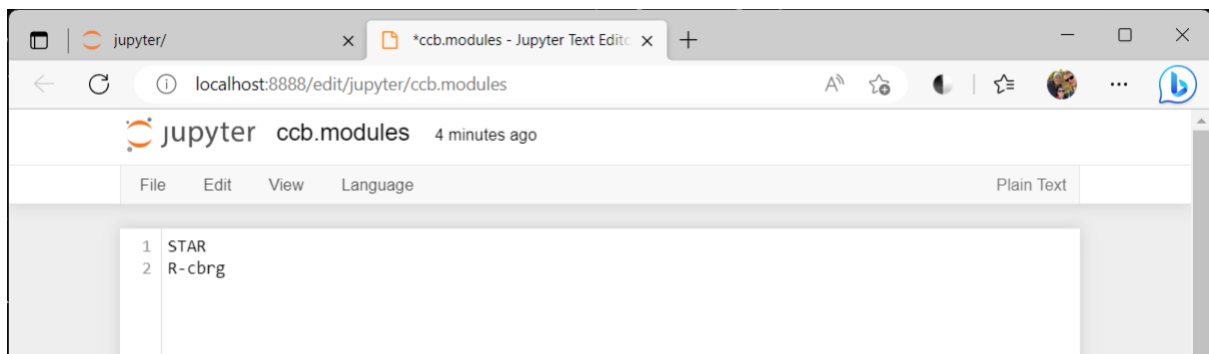 jupyter/
*ccb.modules - Jupyter Text Edito
localhost:8888/edit/jupyter/ccb.modules
jupyter ccb.modules 4 minutes ago
File Edit View Language Plain Text
1 STAR
2 R-cbrg